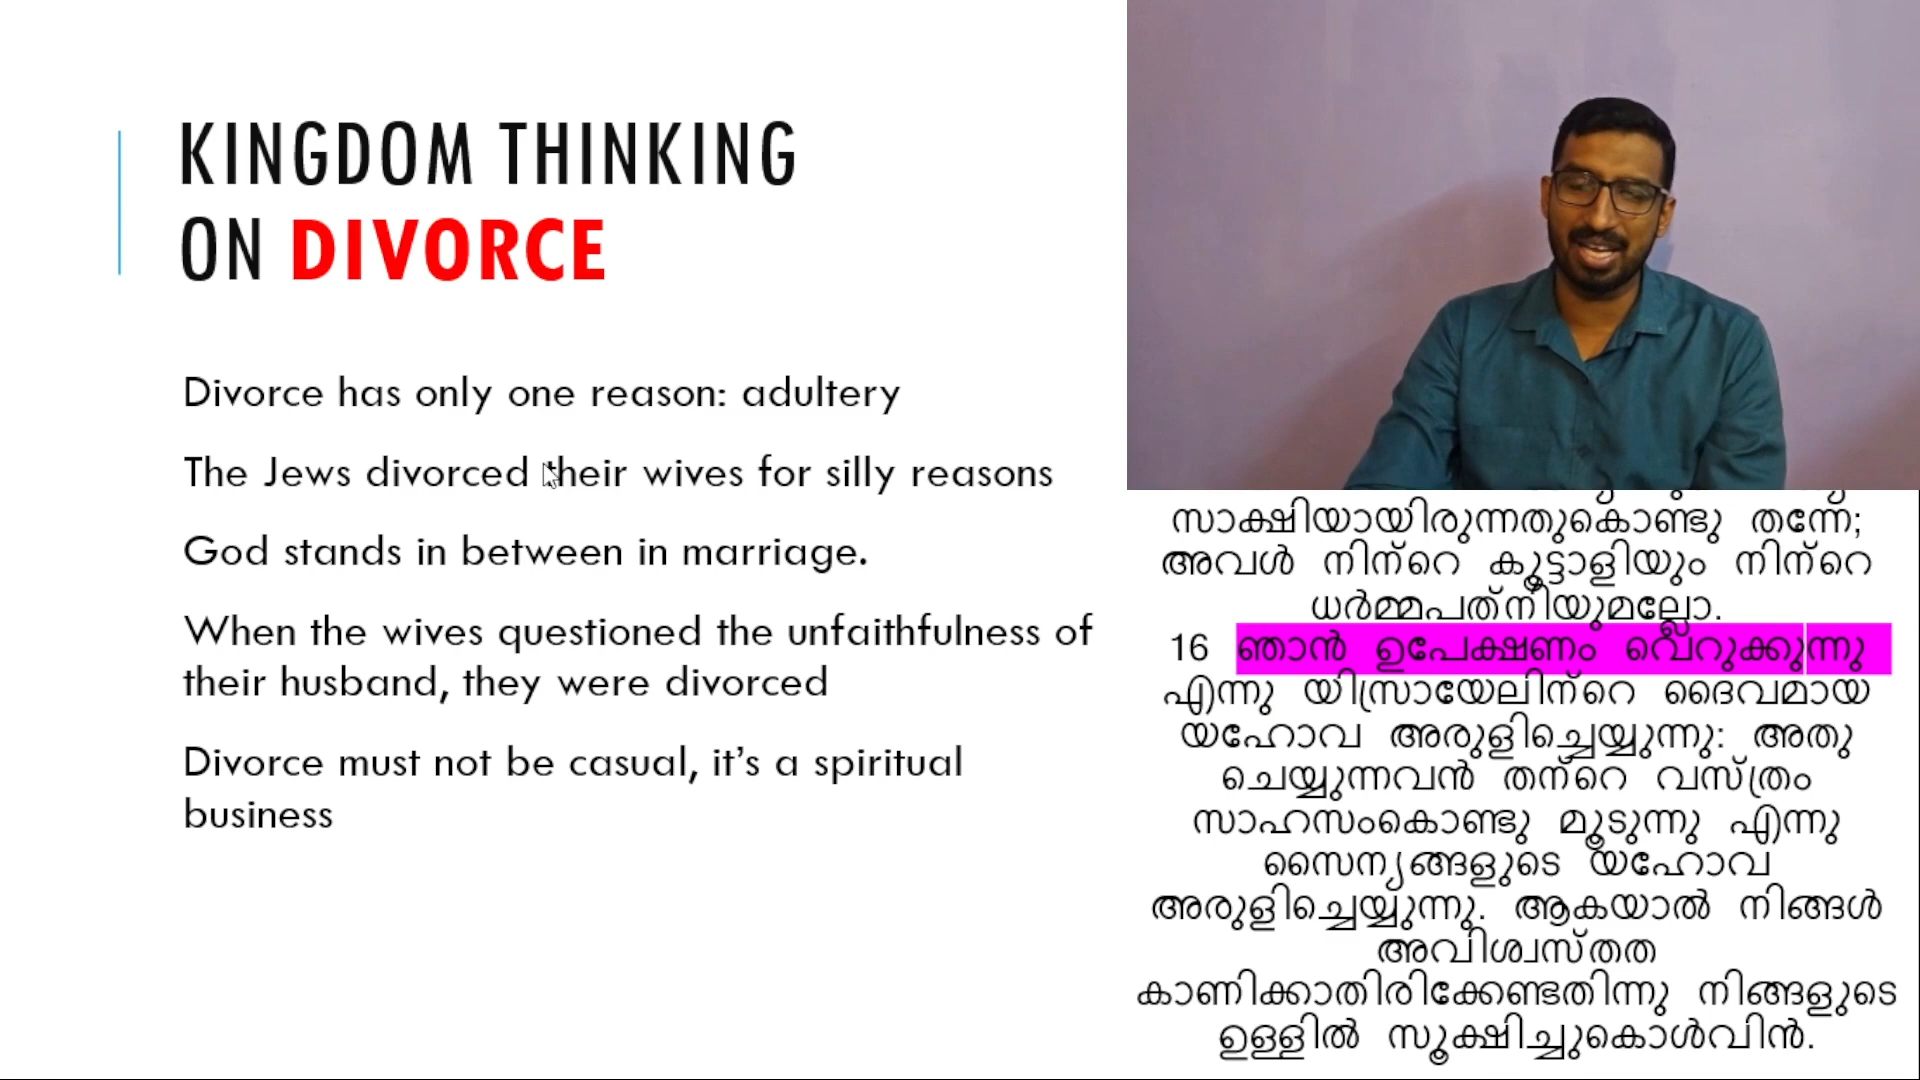 KINGDOM THINKING
ON DIVORCE
Divorce has only one reason: adultery
The Jews divorced their wives for silly reasons
God stands in between in marriage.
When the wives questioned the unfaithfulness of
their husband, they were divorced
Divorce must not be casual, it’s a spiritual
business
സാക്ഷിയായിരുന്നതുകൊണ്ടു തന്നേ;
അവൾ നിന്റെ കൂട്ടാളിയും നിന്റെ
ധർമ്മപത്നിയുമല്ലോ.
16 ഞാൻ ഉപേക്ഷണം വെറുക്കുന്നു
എന്നു യിസ്രായേലിന്റെ ദൈവമായ
യഹോവ അരുളിച്ചെയ്യുന്നു: അതു
ചെയ്യുന്നവൻ തന്റെ വസ്ത്രം
സാഹസംകൊണ്ടു മൂടുന്നു എന്നു
സൈന്യങ്ങളുടെ യഹോവ
അരുളിച്ചെയ്യുന്നു. ആകയാൽ നിങ്ങൾ
അവിശ്വസ്തത
കാണിക്കാതിരിക്കേണ്ടതിന്നു നിങ്ങളുടെ
ഉള്ളിൽ സൂക്ഷിച്ചുകൊൾവിൻ.